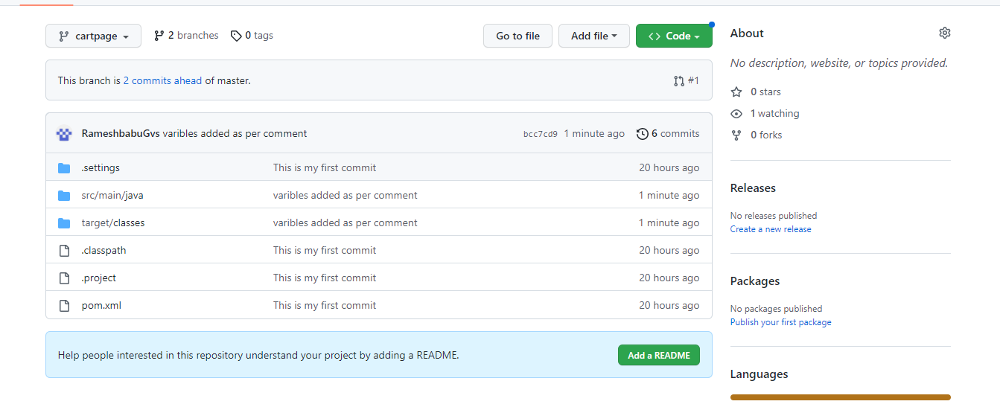 cartpage
2 branches
0 tags
Go to file
Add file
Code
This branch is 2 commits ahead of master.
#1
RameshbabuGvs varibles added as per comment
bcc7cd9 1 minute ago
6 commits
.settings
This is my first commit
20 hours ago
src/main/java
varibles added as per comment
1 minute ago
target/classes
varibles added as per comment
1 minute ago
.classpath
This is my first commit
20 hours ago
.project
This is my first commit
20 hours ago
pom.xml
This is my first commit
20 hours ago
Help people interested in this repository understand your project by adding a README.
Add a README
About
No description, website, or topics provided.
0 stars
1 watching
0 forks
Releases
No releases published
Create a new release
Packages
No packages published
Publish your first package
Languages